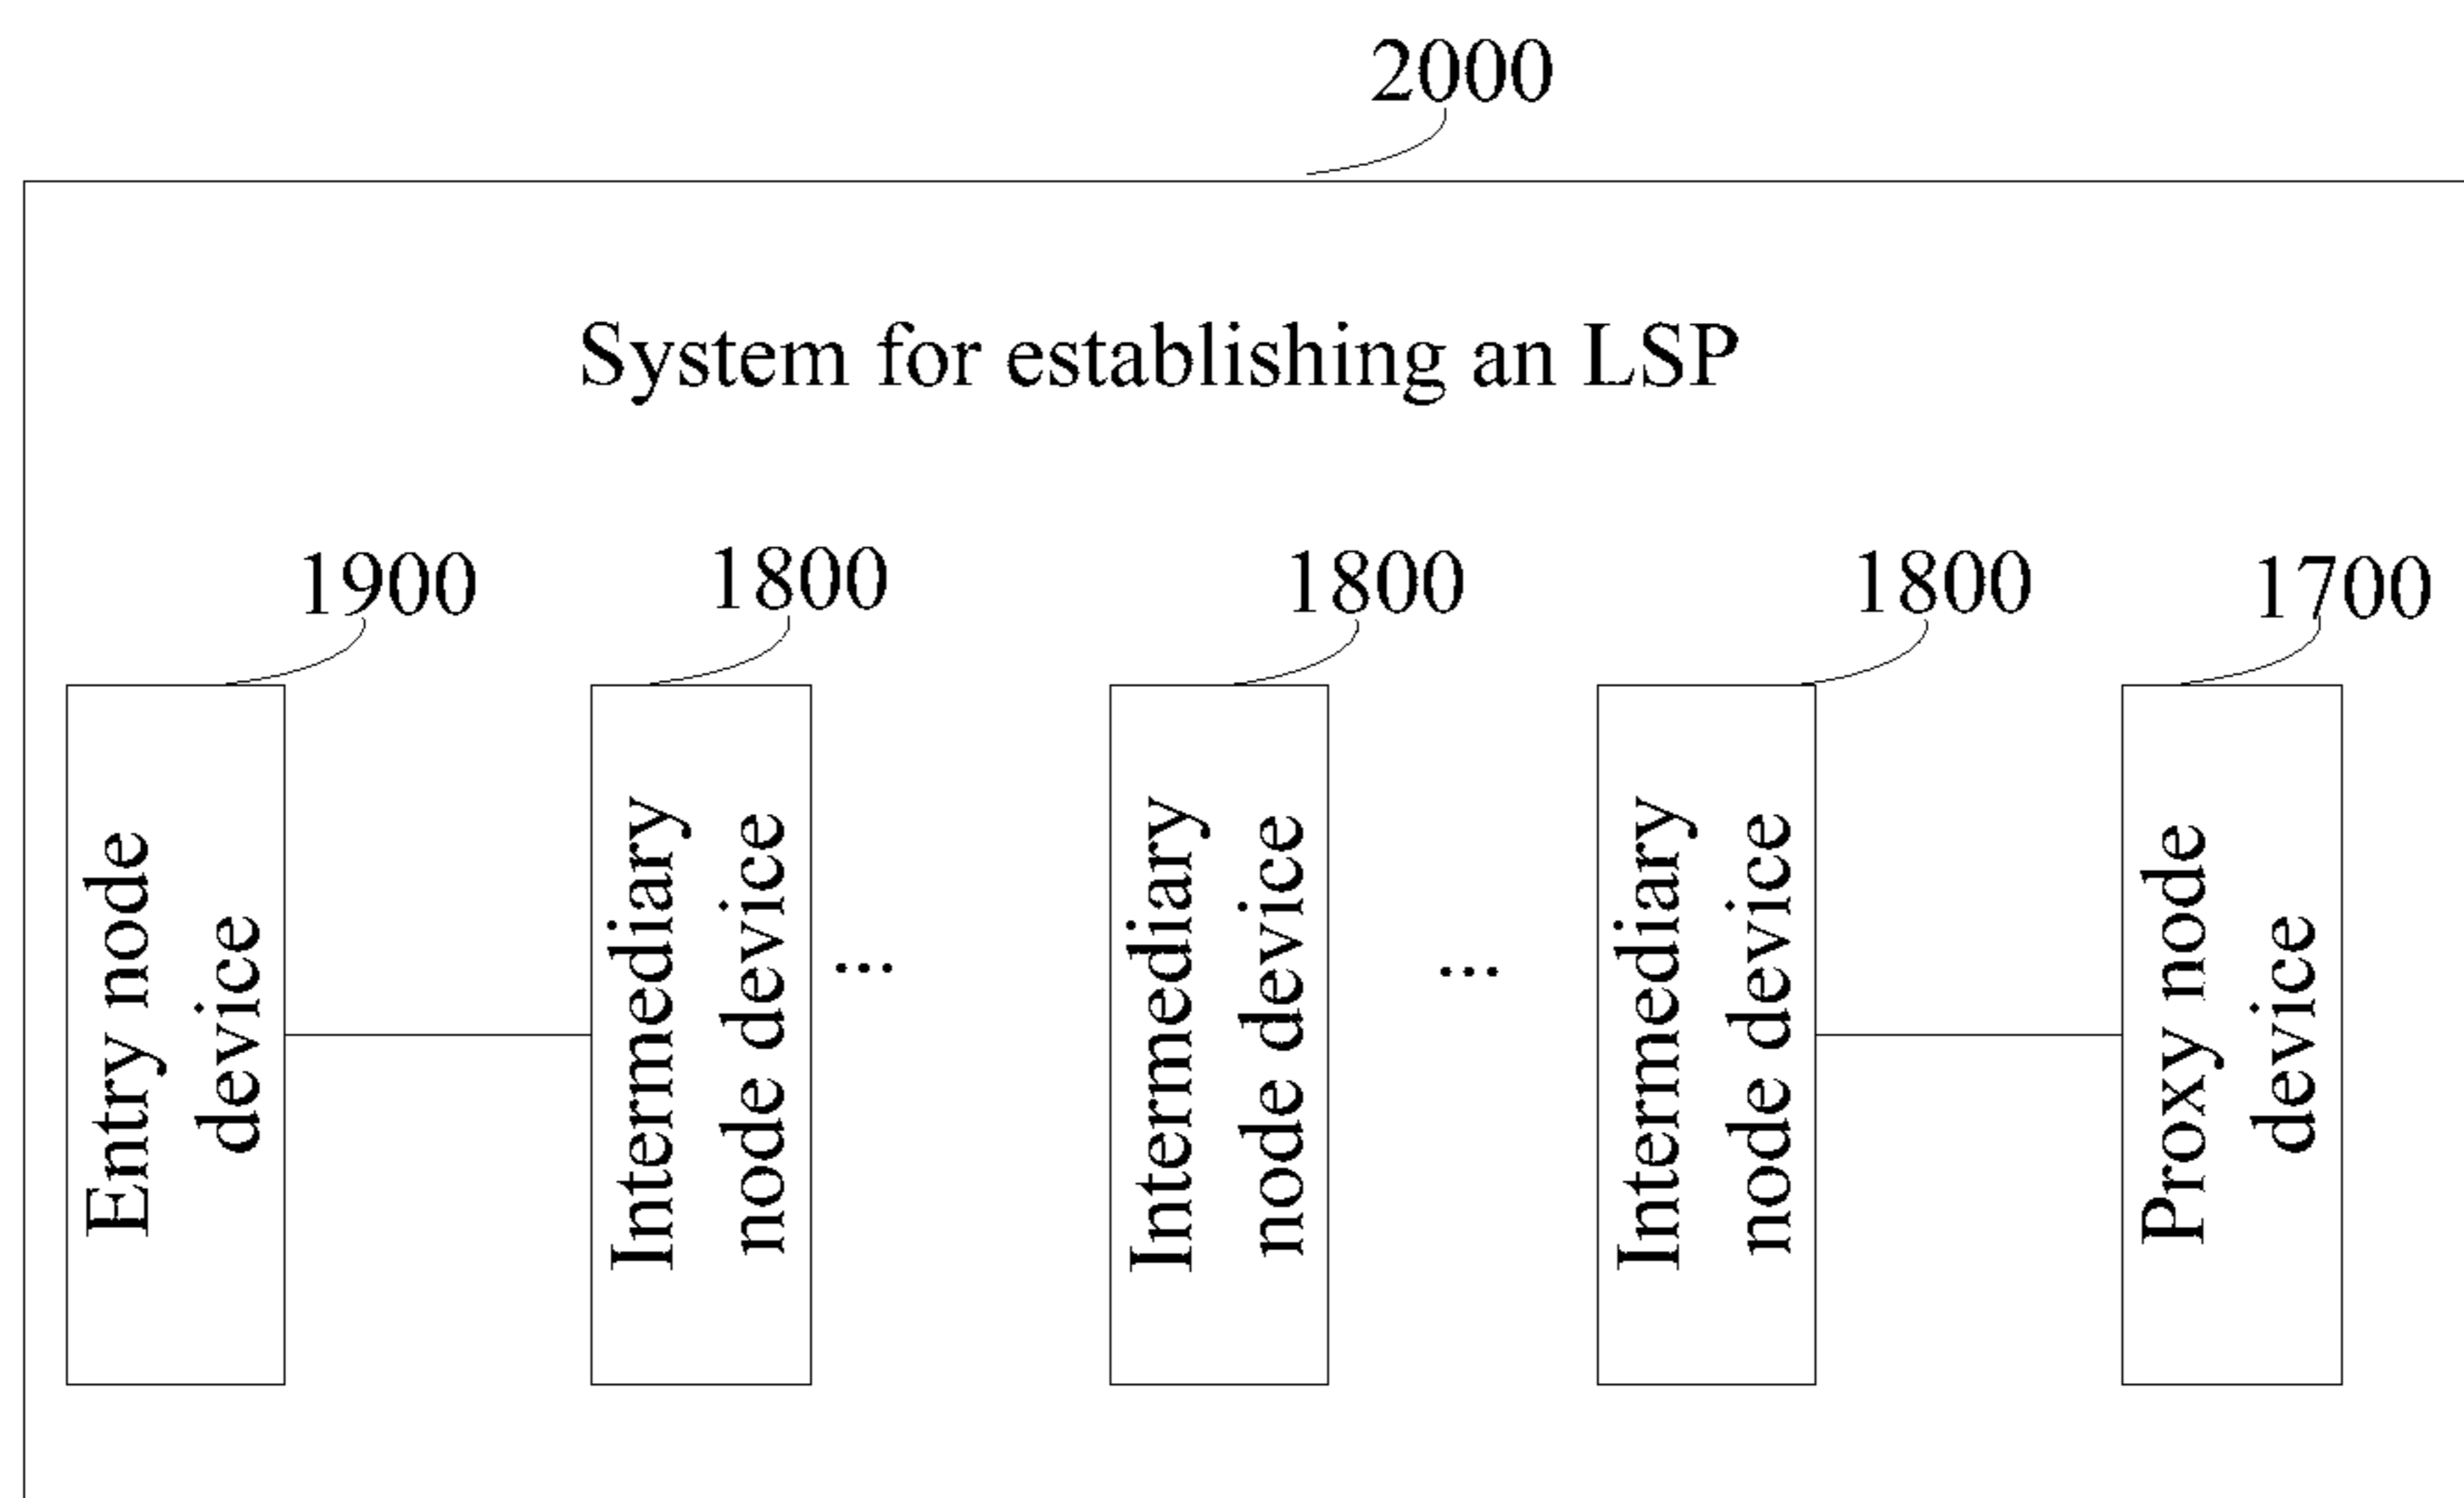 2000
System for establishing an LSP
1900
1800
1800
1800
1700
Entry node
device
Intermediary
node device
...
Intermediary
node device
...
Intermediary
node device
Proxy node
device